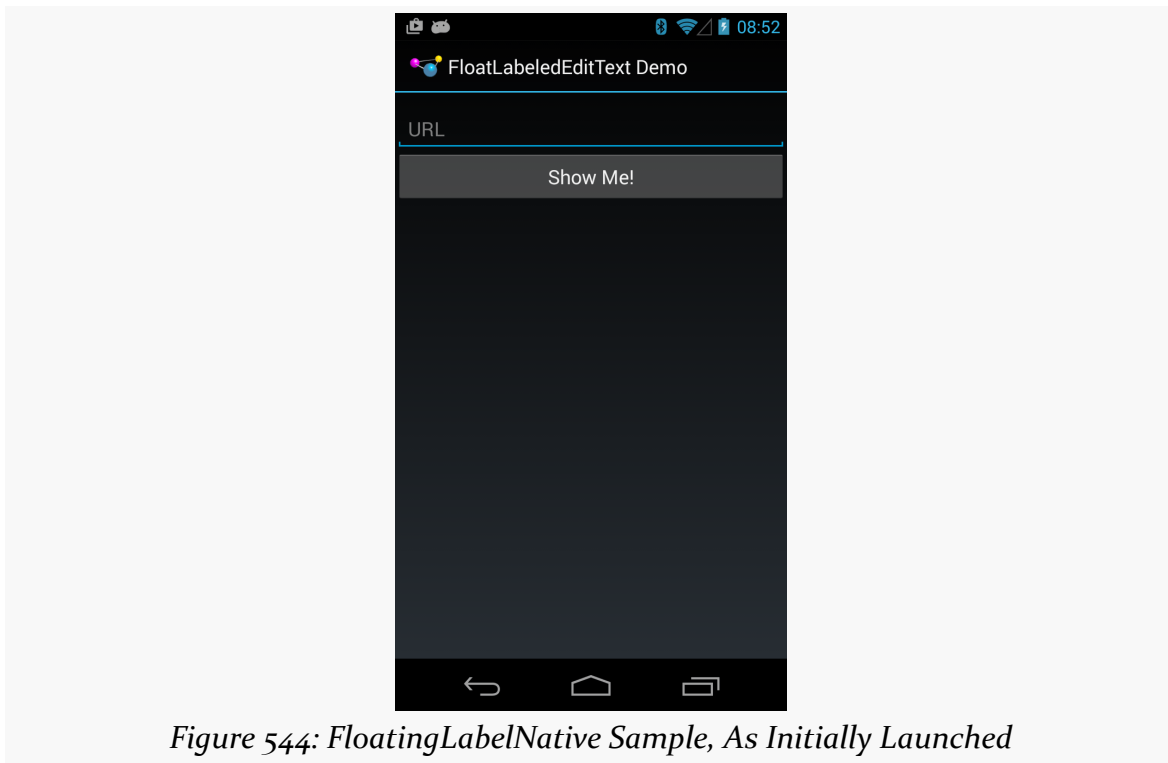 08:52
FloatLabeledEditText Demo
URL
Show Me!
Figure 544: FloatingLabelNative Sample, As Initially Launched